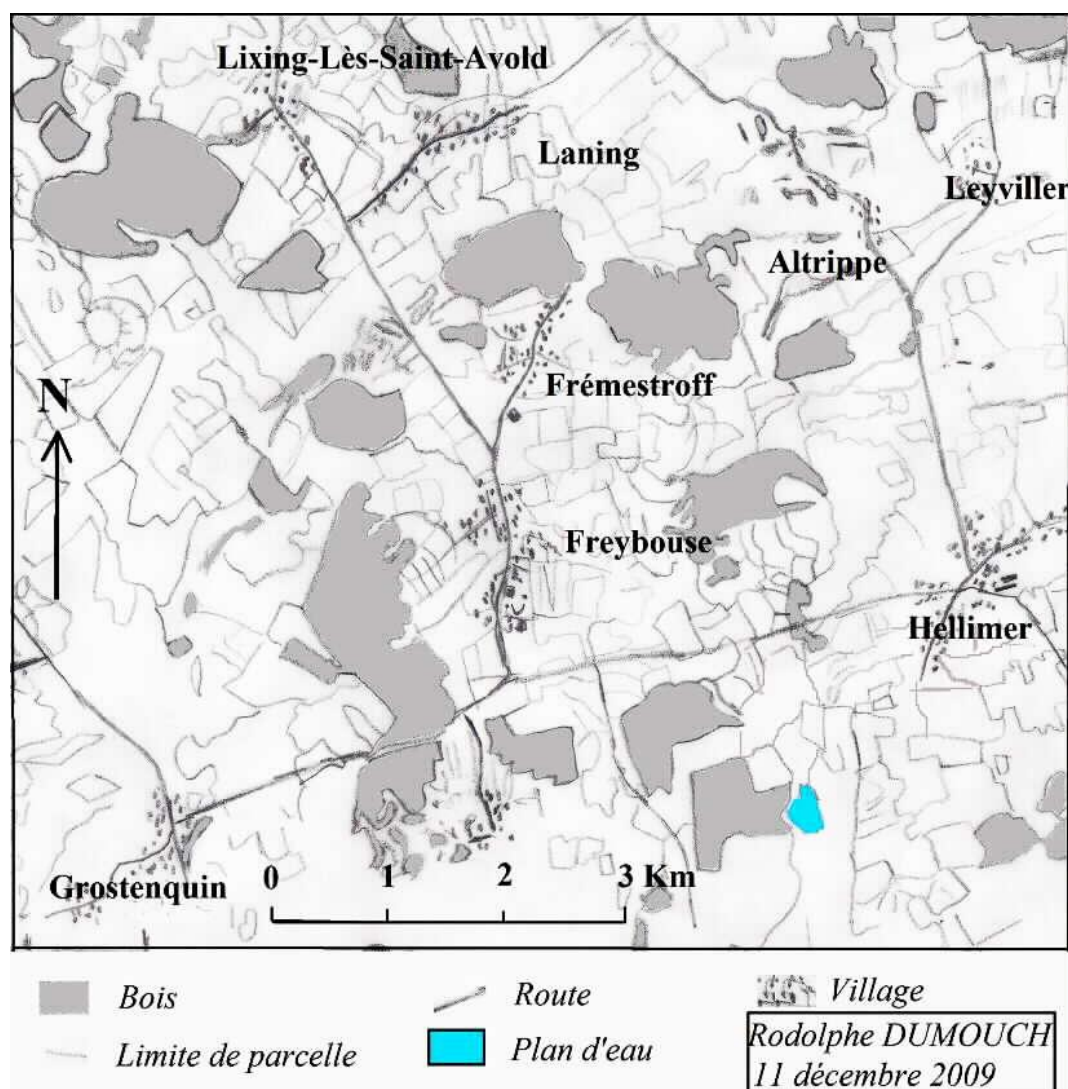 Lixing-Lès-Saint-Avold
Laning
Leyviller
Altrippe
N
Frémestroff
Freybouse
Hellimer
Grostenquin
0 1 2 3 Km
Bois
Route
Village
Limite de parcelle
Plan d'eau
Rodolphe DUMOUCH
11 décembre 2009